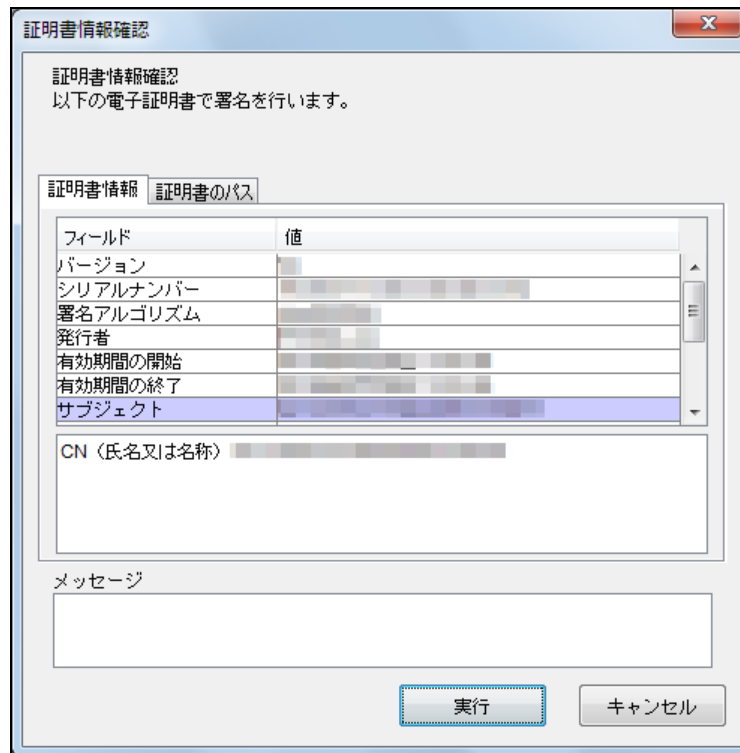 証明書情報確認
証明書情報確認
以下の電子証明書で署名を行います。
証明書情報 証明書のパス
フィールド 値
バージョン
シリアルナンバー
署名アルゴリズム
発行者
有効期間の開始
有効期間の終了
サブジェクト
CN（氏名又は名称）
メッセージ
実行 キャンセル